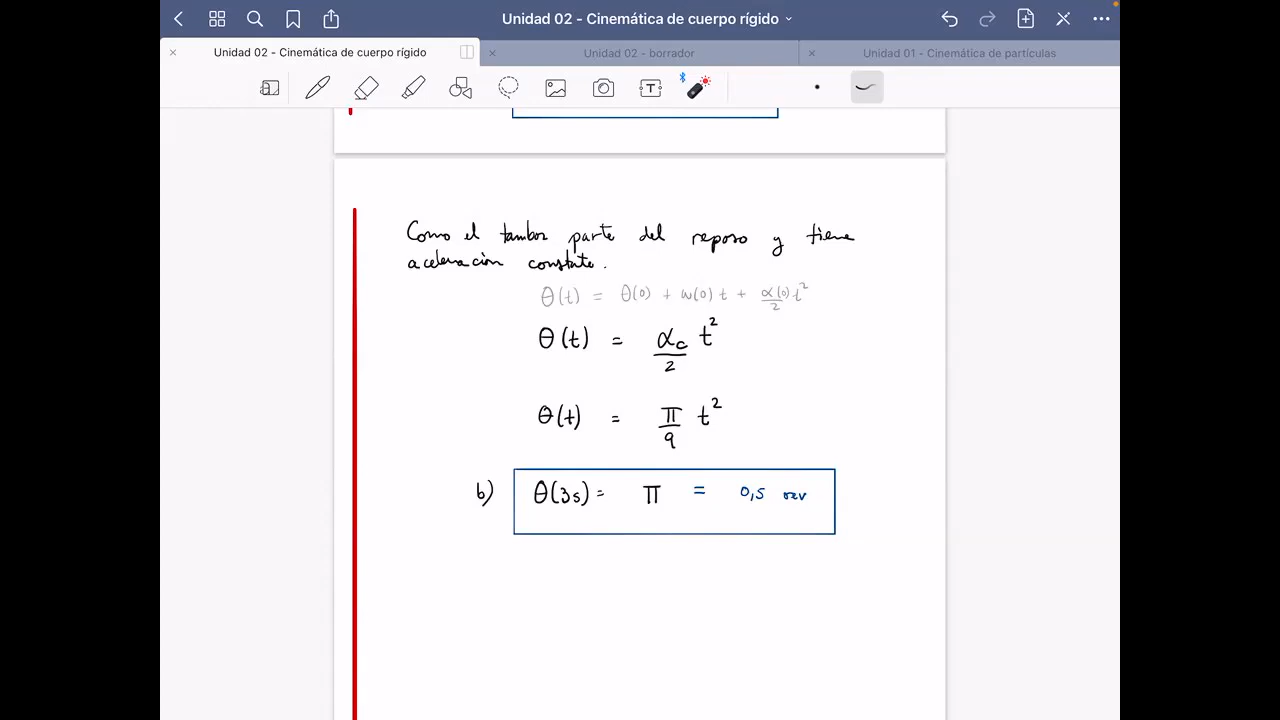 Unidad 02 - Cinemática de cuerpo rígido
Unidad 02 - Cinemática de cuerpo rígido
Unidad 02 - borrador
Unidad 01 - Cinemática de partículas
T
Como el tambor parte del reposo y tiene
aceleración constate.
θ(t) = θ(0) + ω(0) t + α(0)/2 t²
θ(t) = αc/2 t²
θ(t) = π/9 t²
b) θ(3s) = π = 0,5 rev